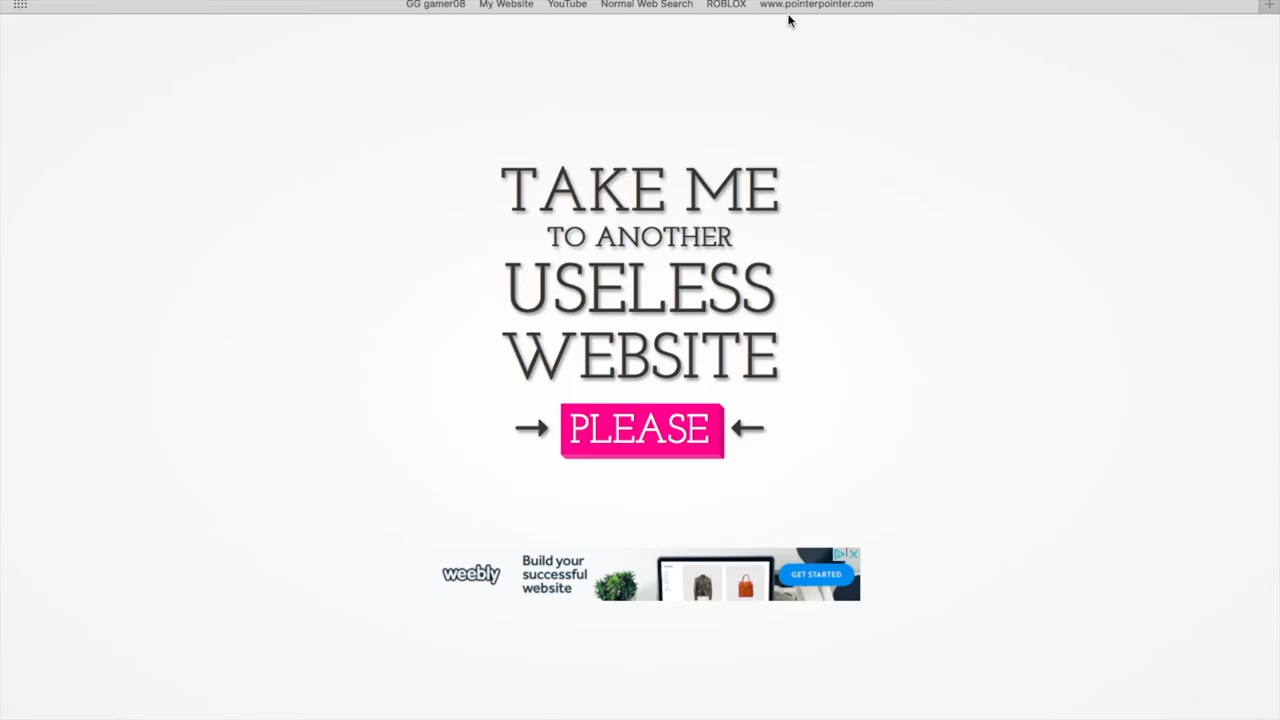 GG gamer08 My Website YouTube Normal Web Search ROBLOX www.pointerpointer.com
TAKE ME
TO ANOTHER
USELESS
WEBSITE
PLEASE
weebly
Build your
successful
website
GET STARTED